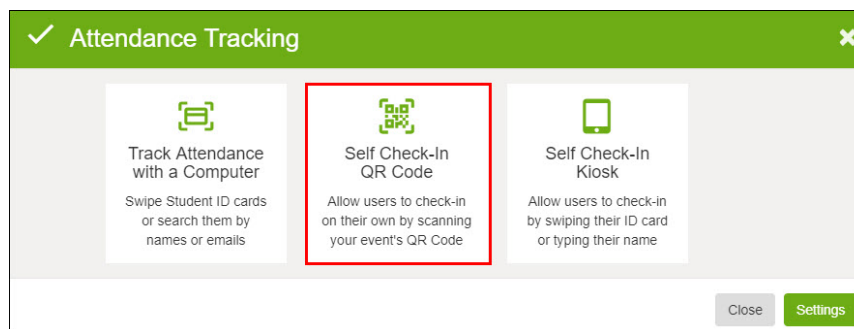 Attendance Tracking
Track Attendance
with a Computer
Swipe Student ID cards
or search them by
names or emails
Self Check-In
QR Code
Allow users to check-in
on their own by scanning
your event's QR Code
Self Check-In
Kiosk
Allow users to check-in
by swiping their ID card
or typing their name
Close
Settings